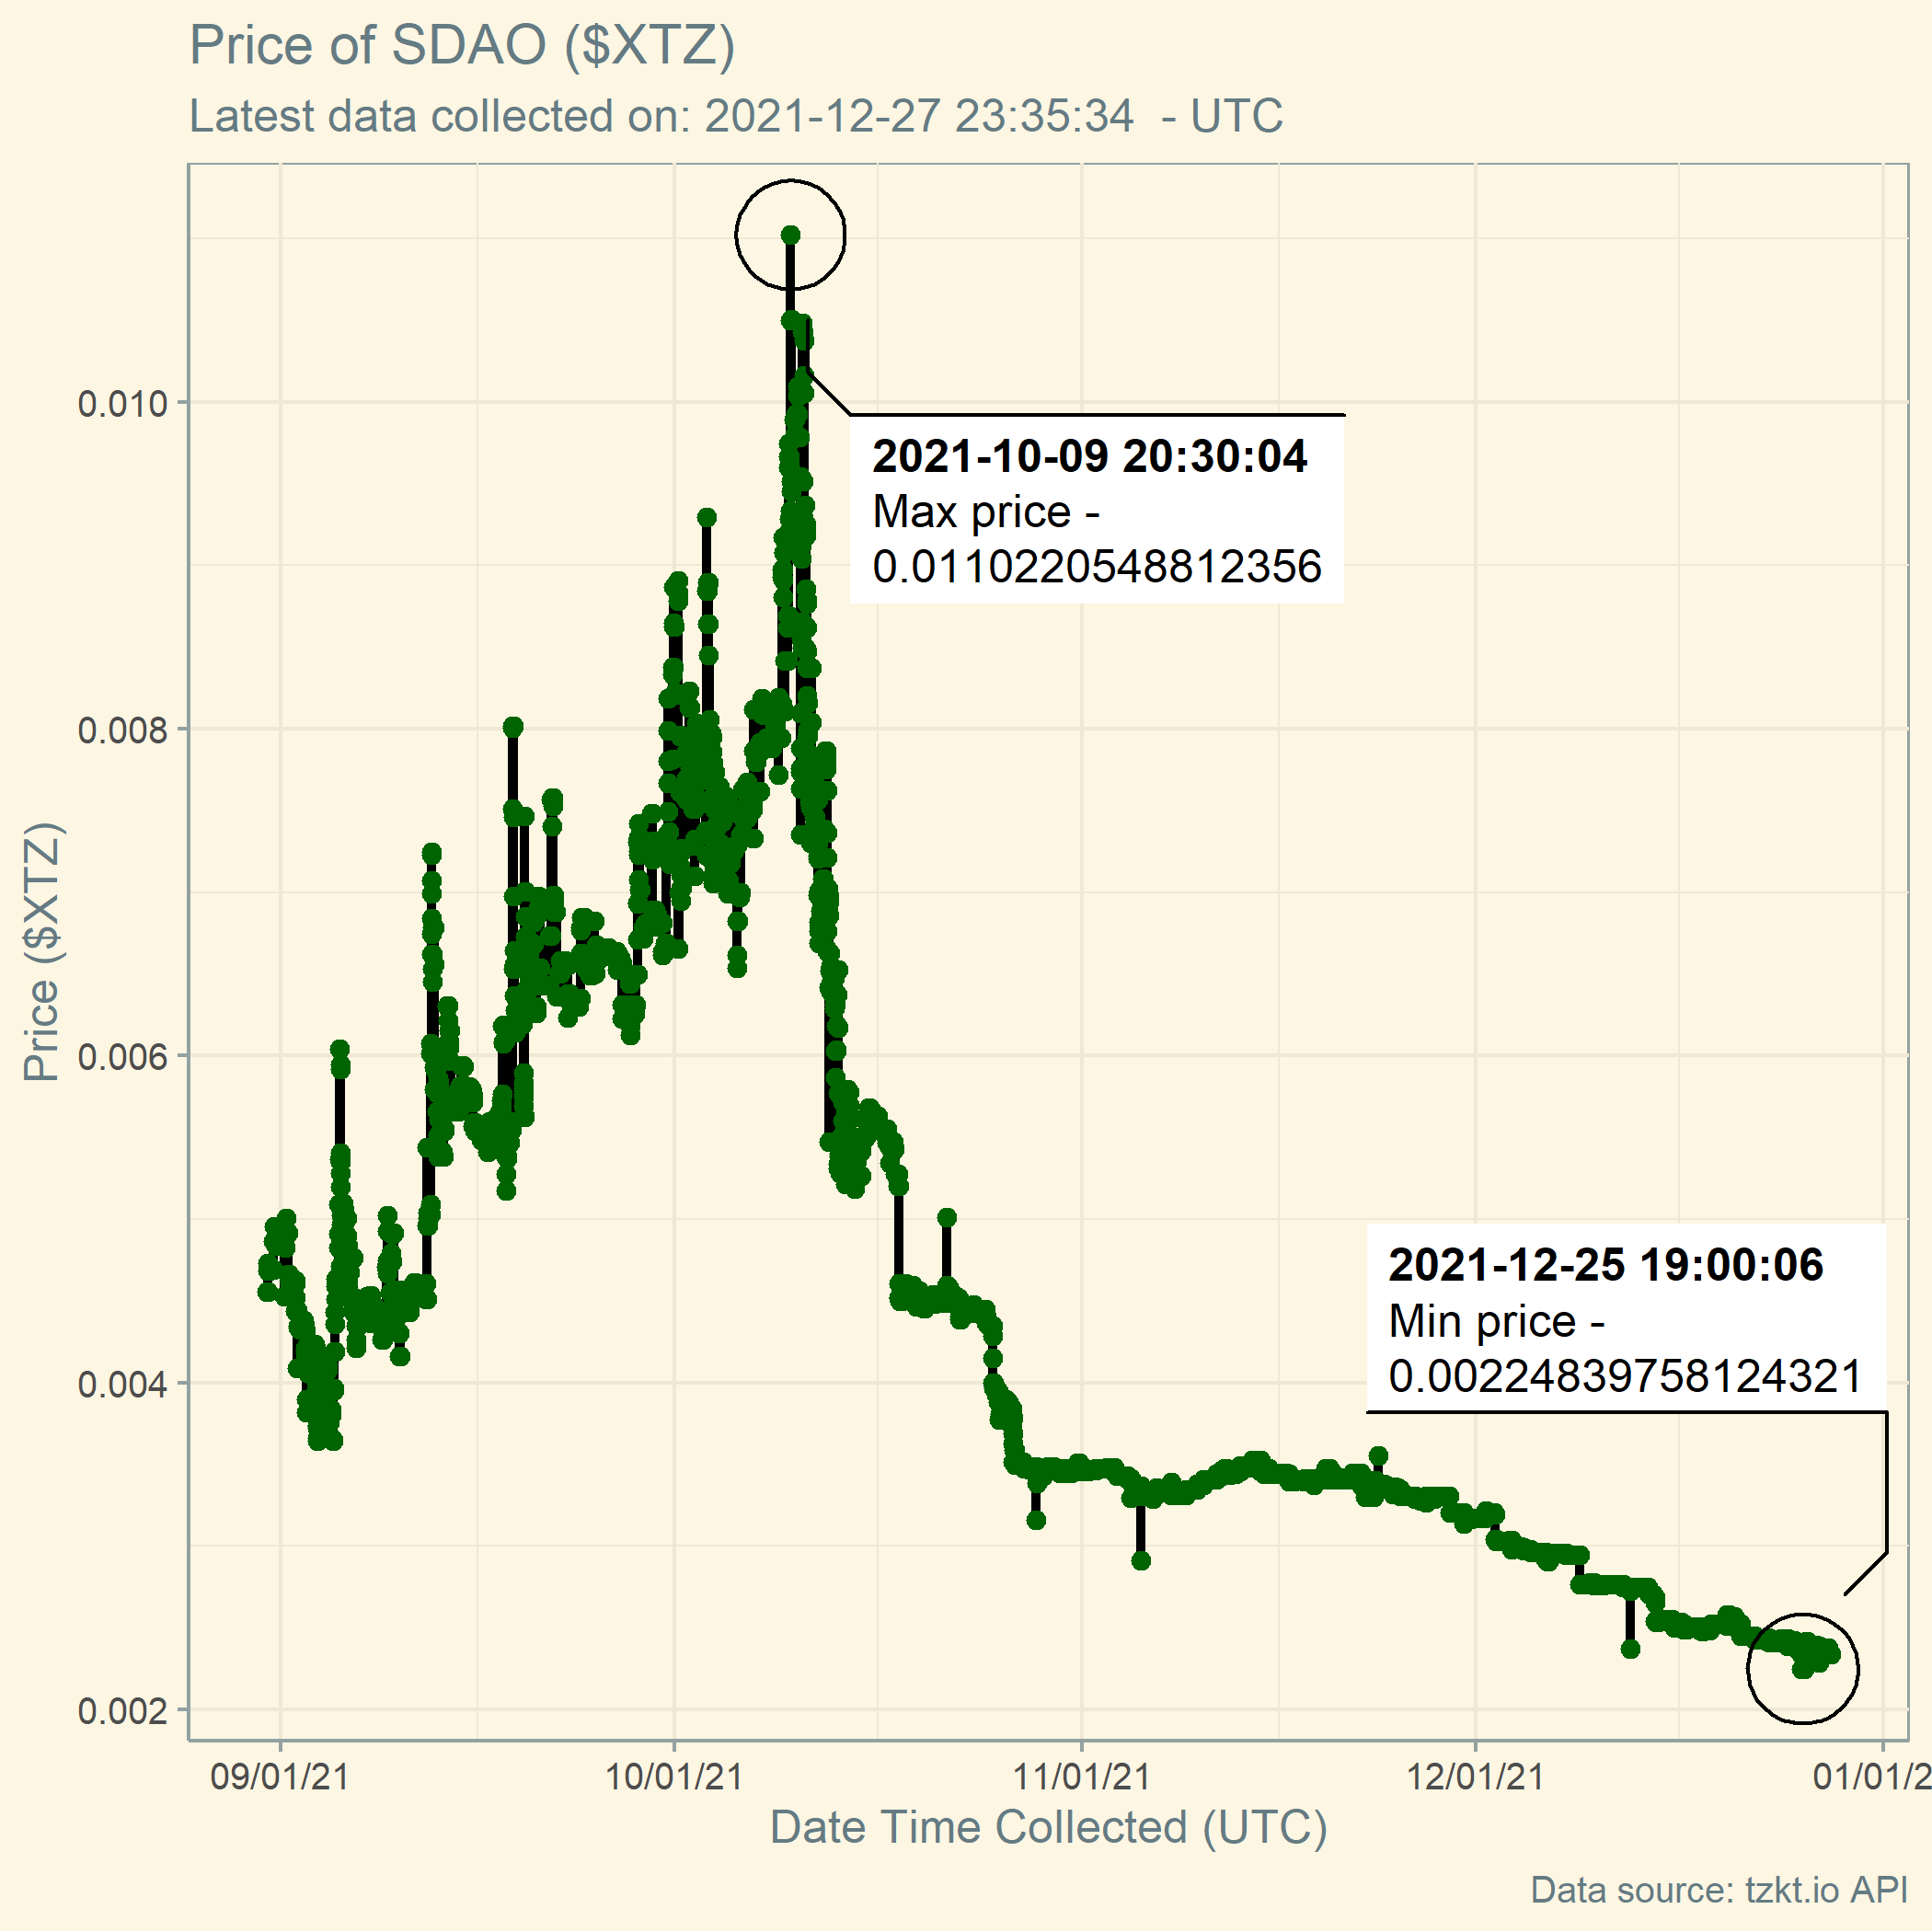 Price of SDAO ($XTZ)
Latest data collected on: 2021-12-27 23:35:34 - UTC
2021-10-09 20:30:04
Max price -
0.0110220548812356
2021-12-25 19:00:06
Min price -
0.00224839758124321
0.010
0.008
0.006
0.004
0.002
Price ($XTZ)
09/01/21
10/01/21
11/01/21
12/01/21
01/01/2
Date Time Collected (UTC)
Data source: tzkt.io API